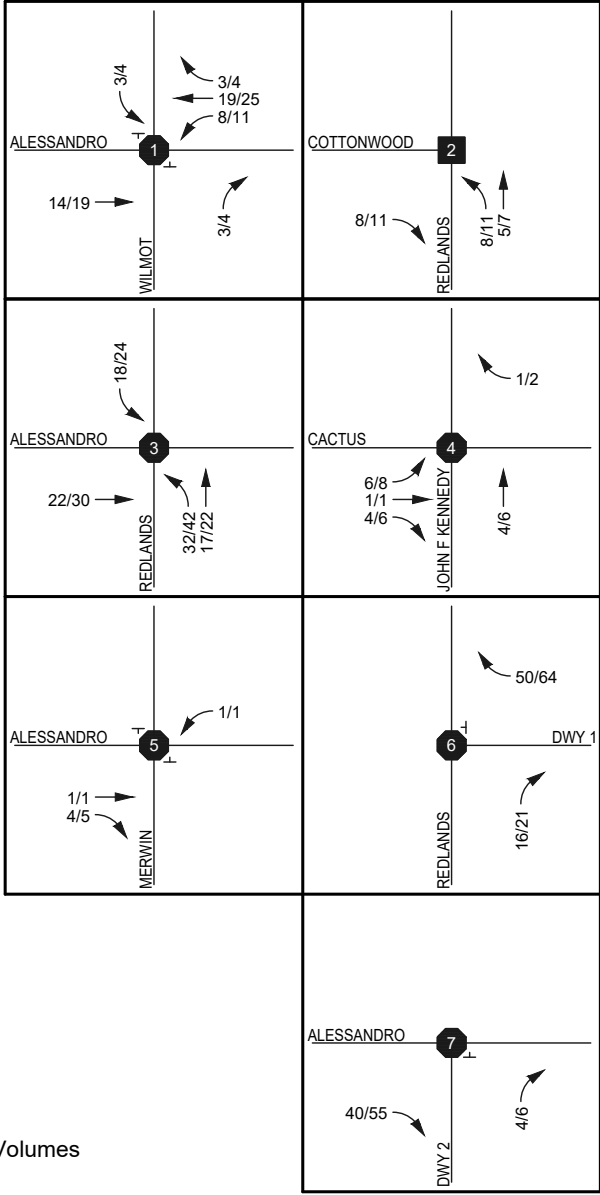 3/4
3/4
19/25
8/11
ALESSANDRO
1
14/19
3/4
WILMOT
COTTONWOOD
2
8/11
8/11
5/7
REDLANDS
18/24
ALESSANDRO
3
22/30
32/42
17/22
REDLANDS
1/2
CACTUS
4
6/8
1/1
4/6
4/6
JOHN F KENNEDY
1/1
ALESSANDRO
5
1/1
4/5
MERWIN
50/64
6
DWY 1
16/21
REDLANDS
ALESSANDRO
7
40/55
4/6
DWY 2
Volumes